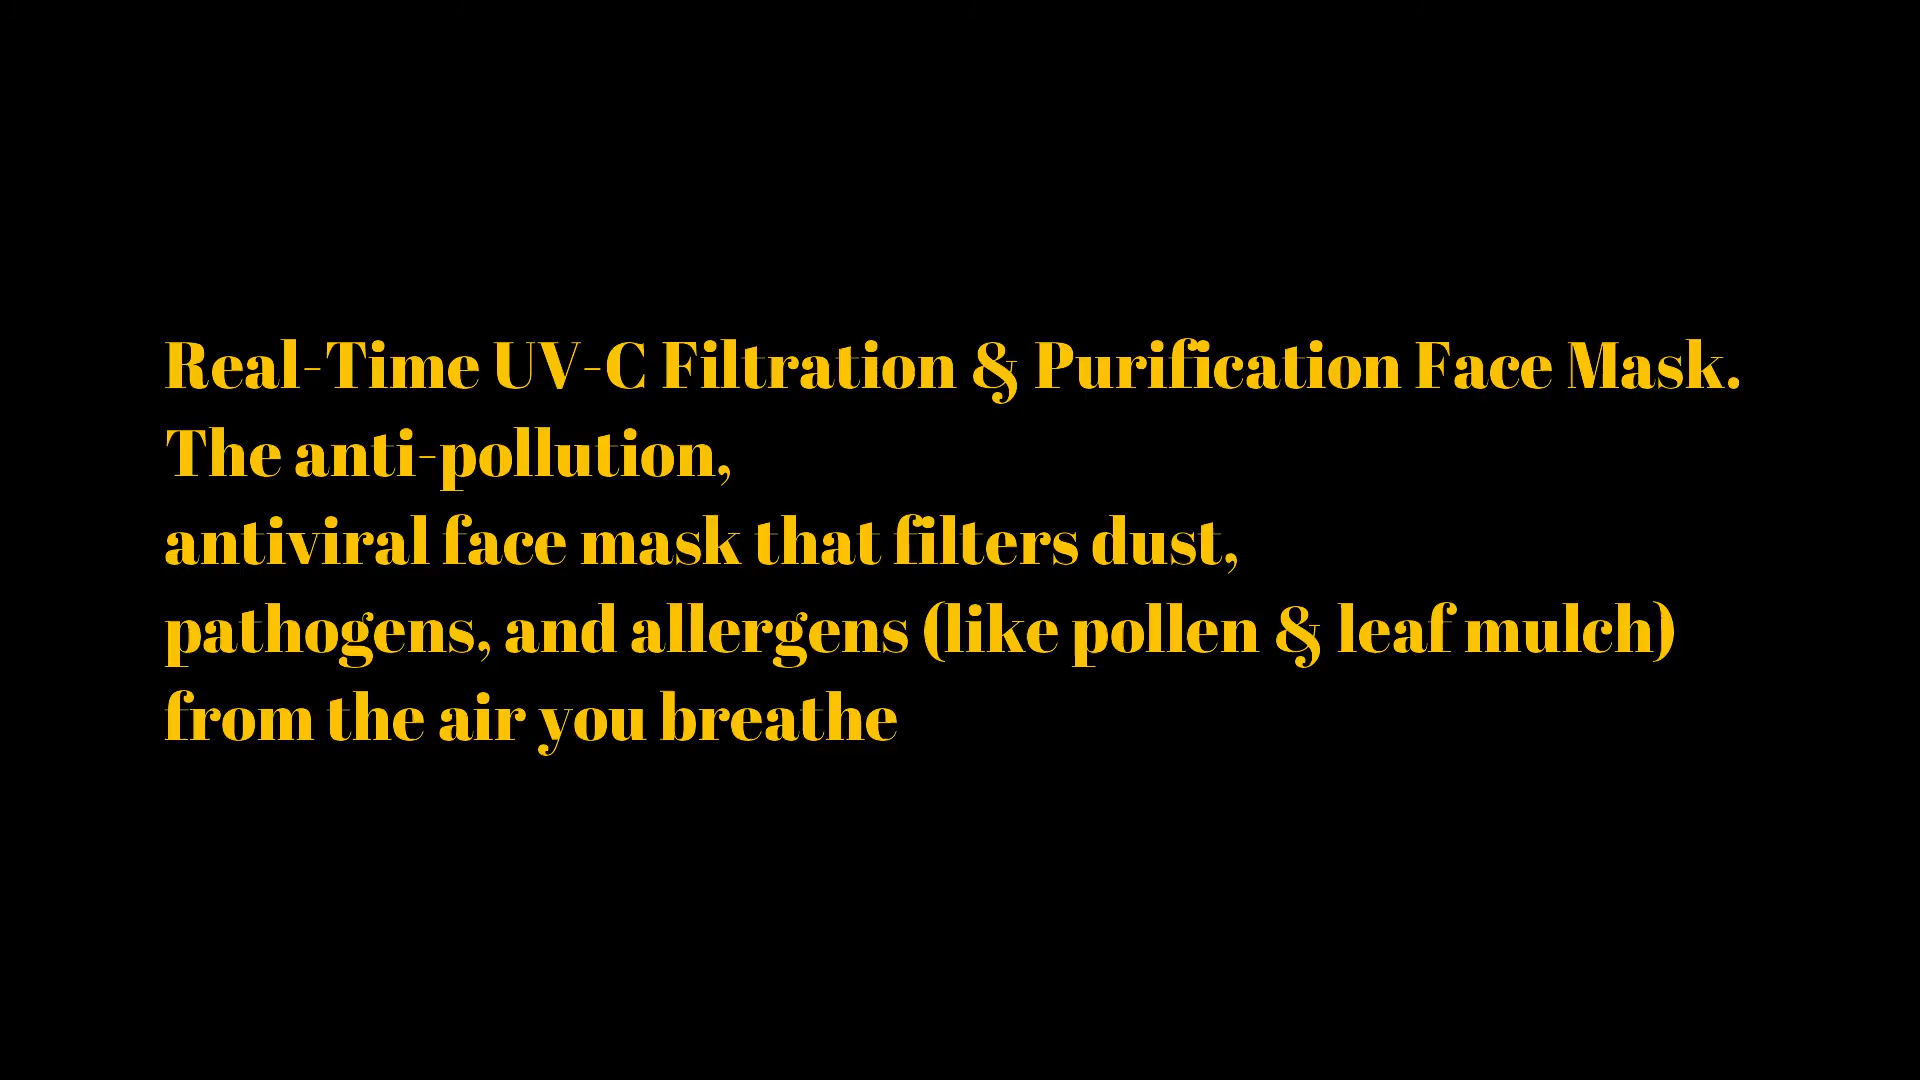 Real-Time UV-C Filtration & Purification Face Mask.
The anti-pollution,
antiviral face mask that filters dust,
pathogens, and allergens (like pollen & leaf mulch)
from the air you breathe